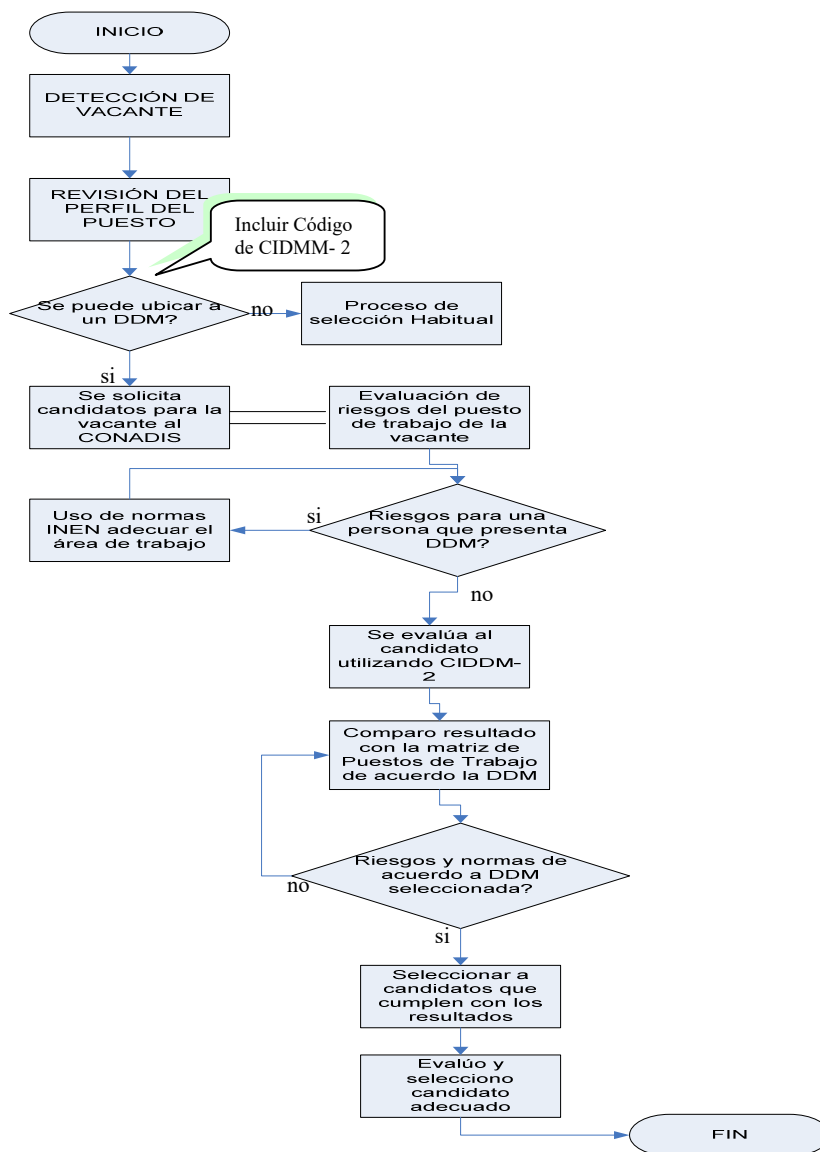 INICIO
DETECCIÓN DE
VACANTE
REVISIÓN DEL
PERFIL DEL
PUESTO
Incluir Código
de CIDMM- 2
Se puede ubicar a
un DDM?
no
Proceso de
selección Habitual
si
Se solicita
candidatos para la
vacante al
CONADIS
Evaluación de
riesgos del puesto
de trabajo de la
vacante
Uso de normas
INEN adecuar el
área de trabajo
si
Riesgos para una
persona que presenta
DDM?
no
Se evalúa al
candidato
utilizando CIDDM-
2
Comparo resultado
con la matriz de
Puestos de Trabajo
de acuerdo la DDM
Riesgos y normas de
acuerdo a DDM
seleccionada?
no
si
Seleccionar a
candidatos que
cumplen con los
resultados
Evalúo y
selecciono
candidato
adecuado
FIN